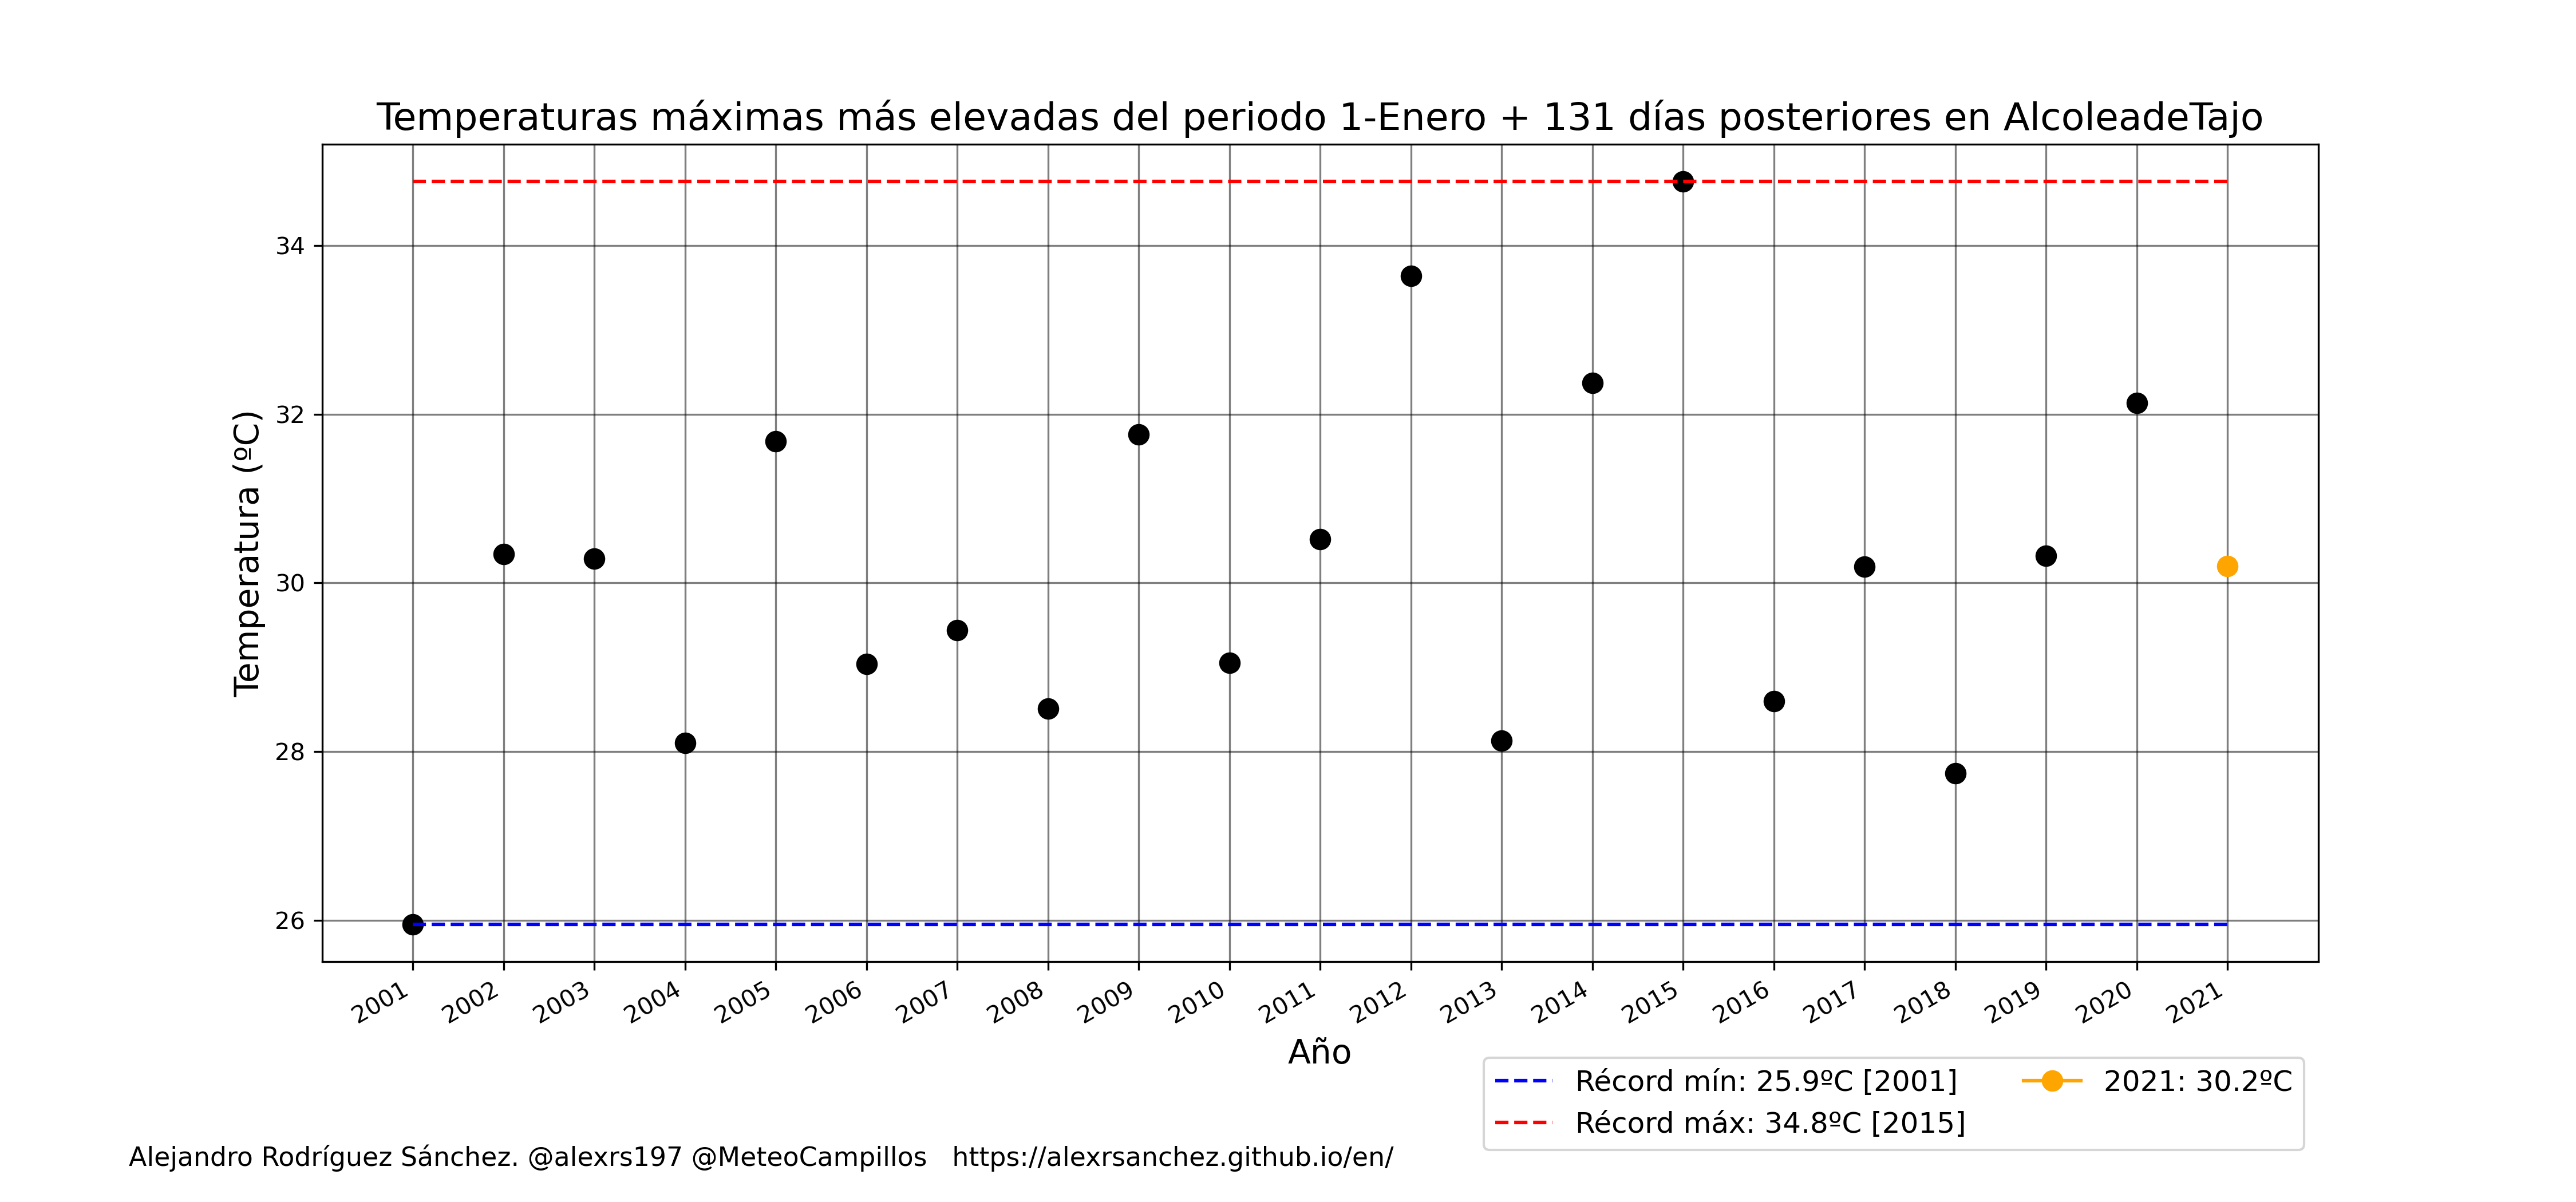 Temperaturas máximas más elevadas del periodo 1-Enero + 131 días posteriores en AlcoleadeTajo
Temperatura (ºC)
34
32
30
28
26
2001 2002 2003 2004 2005 2006 2007 2008 2009 2010 2011 2012 2013 2014 2015 2016 2017 2018 2019 2020 2021
Año
Récord mín: 25.9ºC [2001]
Récord máx: 34.8ºC [2015]
2021: 30.2ºC
Alejandro Rodríguez Sánchez. @alexrs197 @MeteoCampillos https://alexrsanchez.github.io/en/